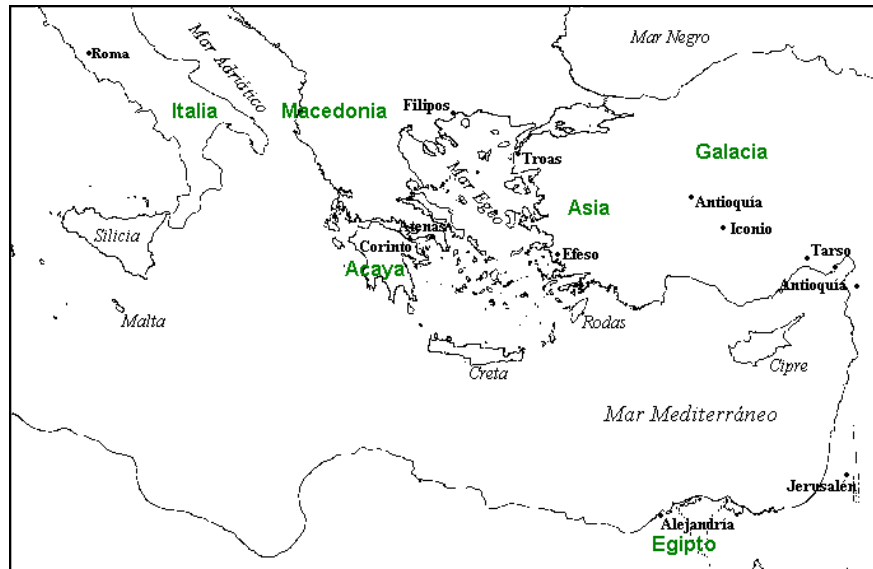 Mar Negro
Roma
Mar Adriático
Italia
Macedonia
Filipos
Troas
Galacia
Mar Egeo
Antioquía
Asia
Iconio
Silicia
Atenas
Corinto
Efeso
Tarso
Acaya
Antioquía
Malta
Rodas
Creta
Cipre
Mar Mediterráneo
Jerusalén
Alejandría
Egipto